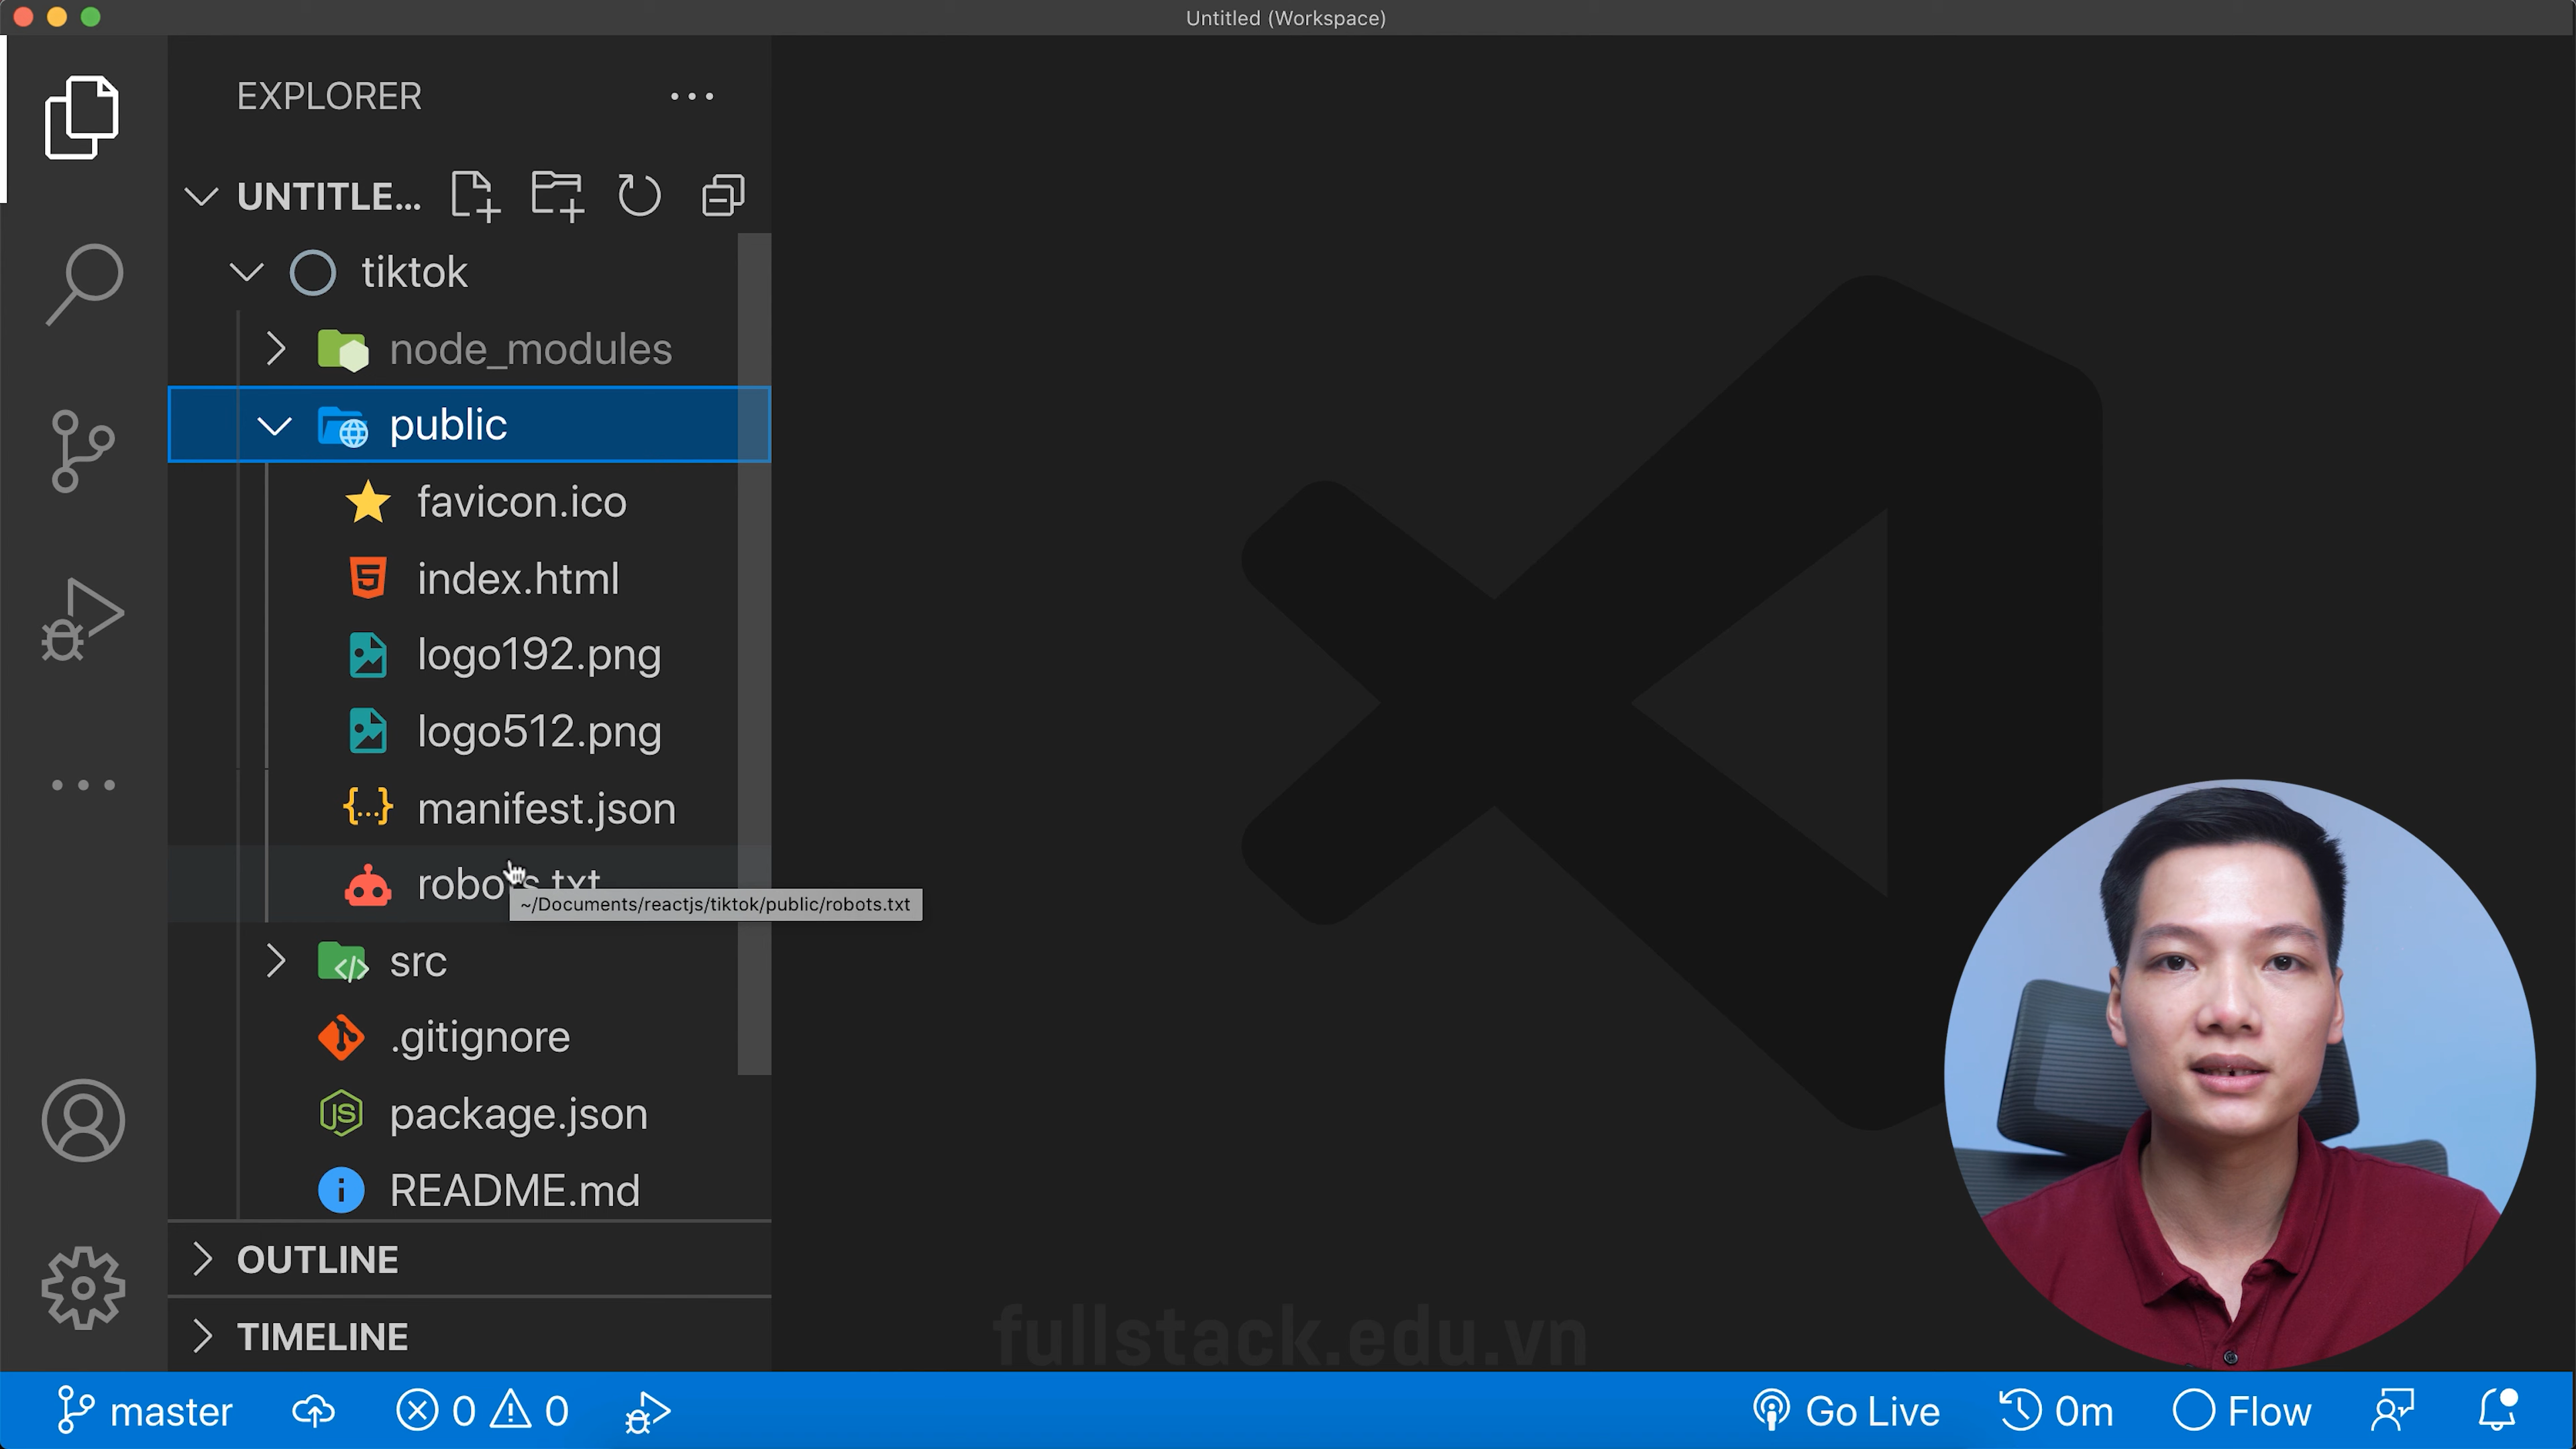 Untitled (Workspace)
EXPLORER
UNTITLE...
tiktok
node_modules
public
favicon.ico
index.html
logo192.png
logo512.png
manifest.json
robots.txt
~/Documents/reactjs/tiktok/public/robots.txt
src
.gitignore
package.json
README.md
OUTLINE
TIMELINE
fullstack.edu.vn
master 0 0 Go Live 0m Flow